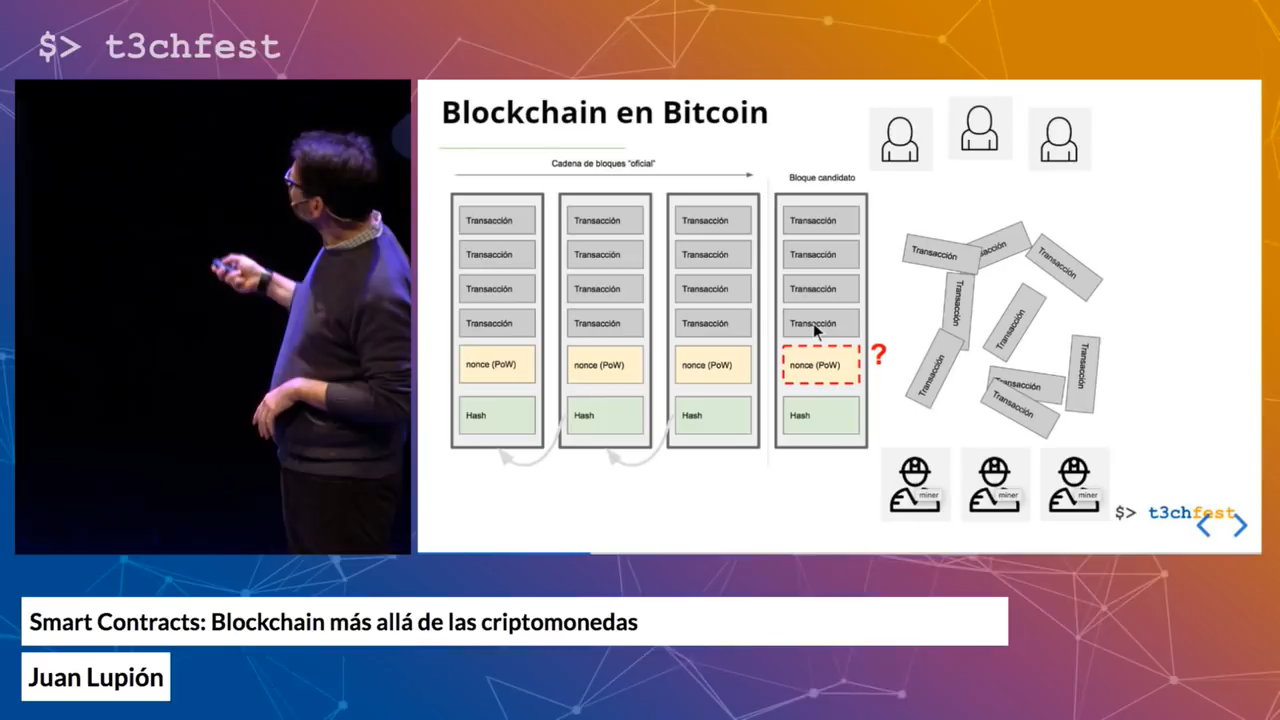 $> t3chfest
Blockchain en Bitcoin
Cadena de bloques "oficial"
Bloque candidato
Transacción
Transacción
Transacción
Transacción
nonce (PoW)
Hash
Transacción
Transacción
Transacción
Transacción
nonce (PoW)
Hash
Transacción
Transacción
Transacción
Transacción
nonce (PoW)
Hash
Transacción
Transacción
Transacción
Transacción
nonce (PoW)
?
Hash
Transacción
Transacción
Transacción
Transacción
Transacción
Transacción
Transacción
Transacción
Transacción
miner
miner
miner
$> t3chfest
Smart Contracts: Blockchain más allá de las criptomonedas
Juan Lupión